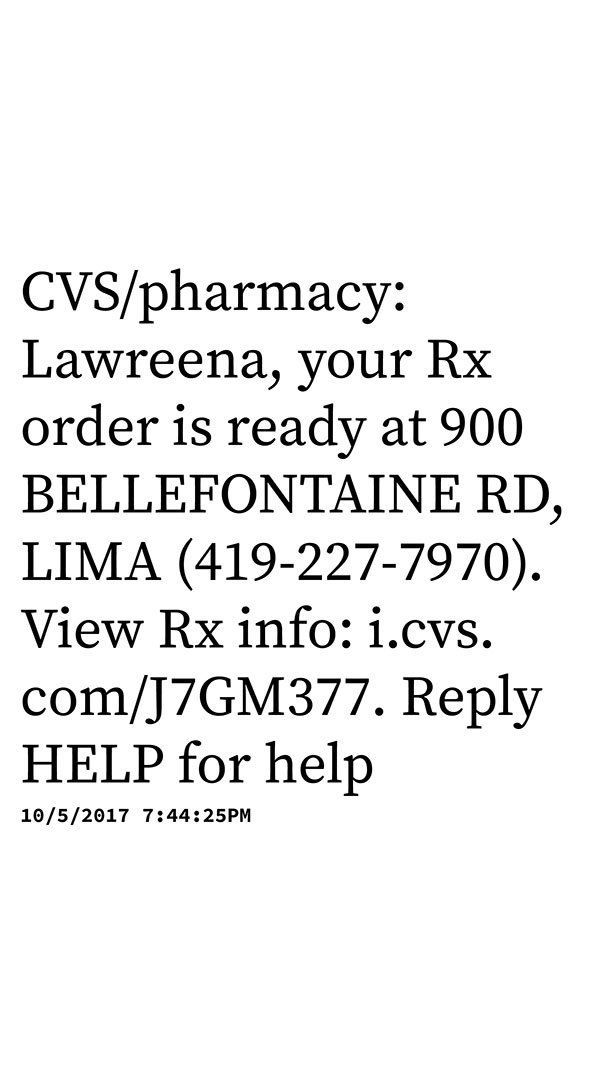 CVS/pharmacy:
Lawreena, your Rx
order is ready at 900
BELLEFONTAINE RD,
LIMA (419-227-7970).
View Rx info: i.cvs.
com/J7GM377. Reply
HELP for help
10/5/2017 7:44:25PM